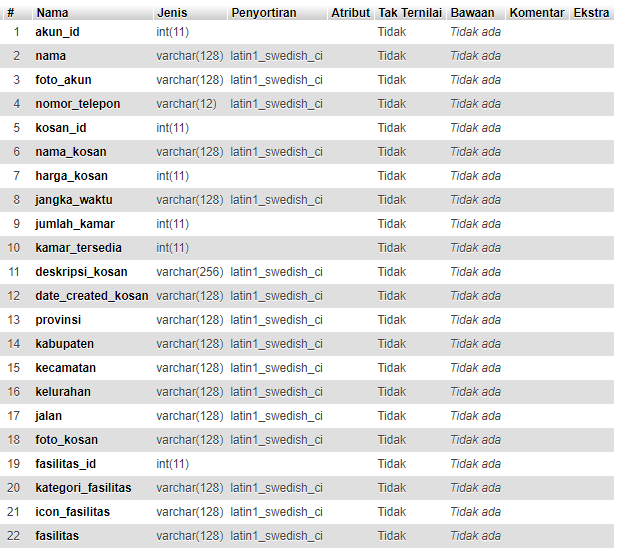 # Nama Jenis Penyortiran Atribut Tak Ternilai Bawaan Komentar Ekstra
1 akun_id int(11) Tidak Tidak ada
2 nama varchar(128) latin1_swedish_ci Tidak Tidak ada
3 foto_akun varchar(128) latin1_swedish_ci Tidak Tidak ada
4 nomor_telepon varchar(12) latin1_swedish_ci Tidak Tidak ada
5 kosan_id int(11) Tidak Tidak ada
6 nama_kosan varchar(128) latin1_swedish_ci Tidak Tidak ada
7 harga_kosan int(11) Tidak Tidak ada
8 jangka_waktu varchar(128) latin1_swedish_ci Tidak Tidak ada
9 jumlah_kamar int(11) Tidak Tidak ada
10 kamar_tersedia int(11) Tidak Tidak ada
11 deskripsi_kosan varchar(256) latin1_swedish_ci Tidak Tidak ada
12 date_created_kosan varchar(128) latin1_swedish_ci Tidak Tidak ada
13 provinsi varchar(128) latin1_swedish_ci Tidak Tidak ada
14 kabupaten varchar(128) latin1_swedish_ci Tidak Tidak ada
15 kecamatan varchar(128) latin1_swedish_ci Tidak Tidak ada
16 kelurahan varchar(128) latin1_swedish_ci Tidak Tidak ada
17 jalan varchar(128) latin1_swedish_ci Tidak Tidak ada
18 foto_kosan varchar(128) latin1_swedish_ci Tidak Tidak ada
19 fasilitas_id int(11) Tidak Tidak ada
20 kategori_fasilitas varchar(128) latin1_swedish_ci Tidak Tidak ada
21 icon_fasilitas varchar(128) latin1_swedish_ci Tidak Tidak ada
22 fasilitas varchar(128) latin1_swedish_ci Tidak Tidak ada